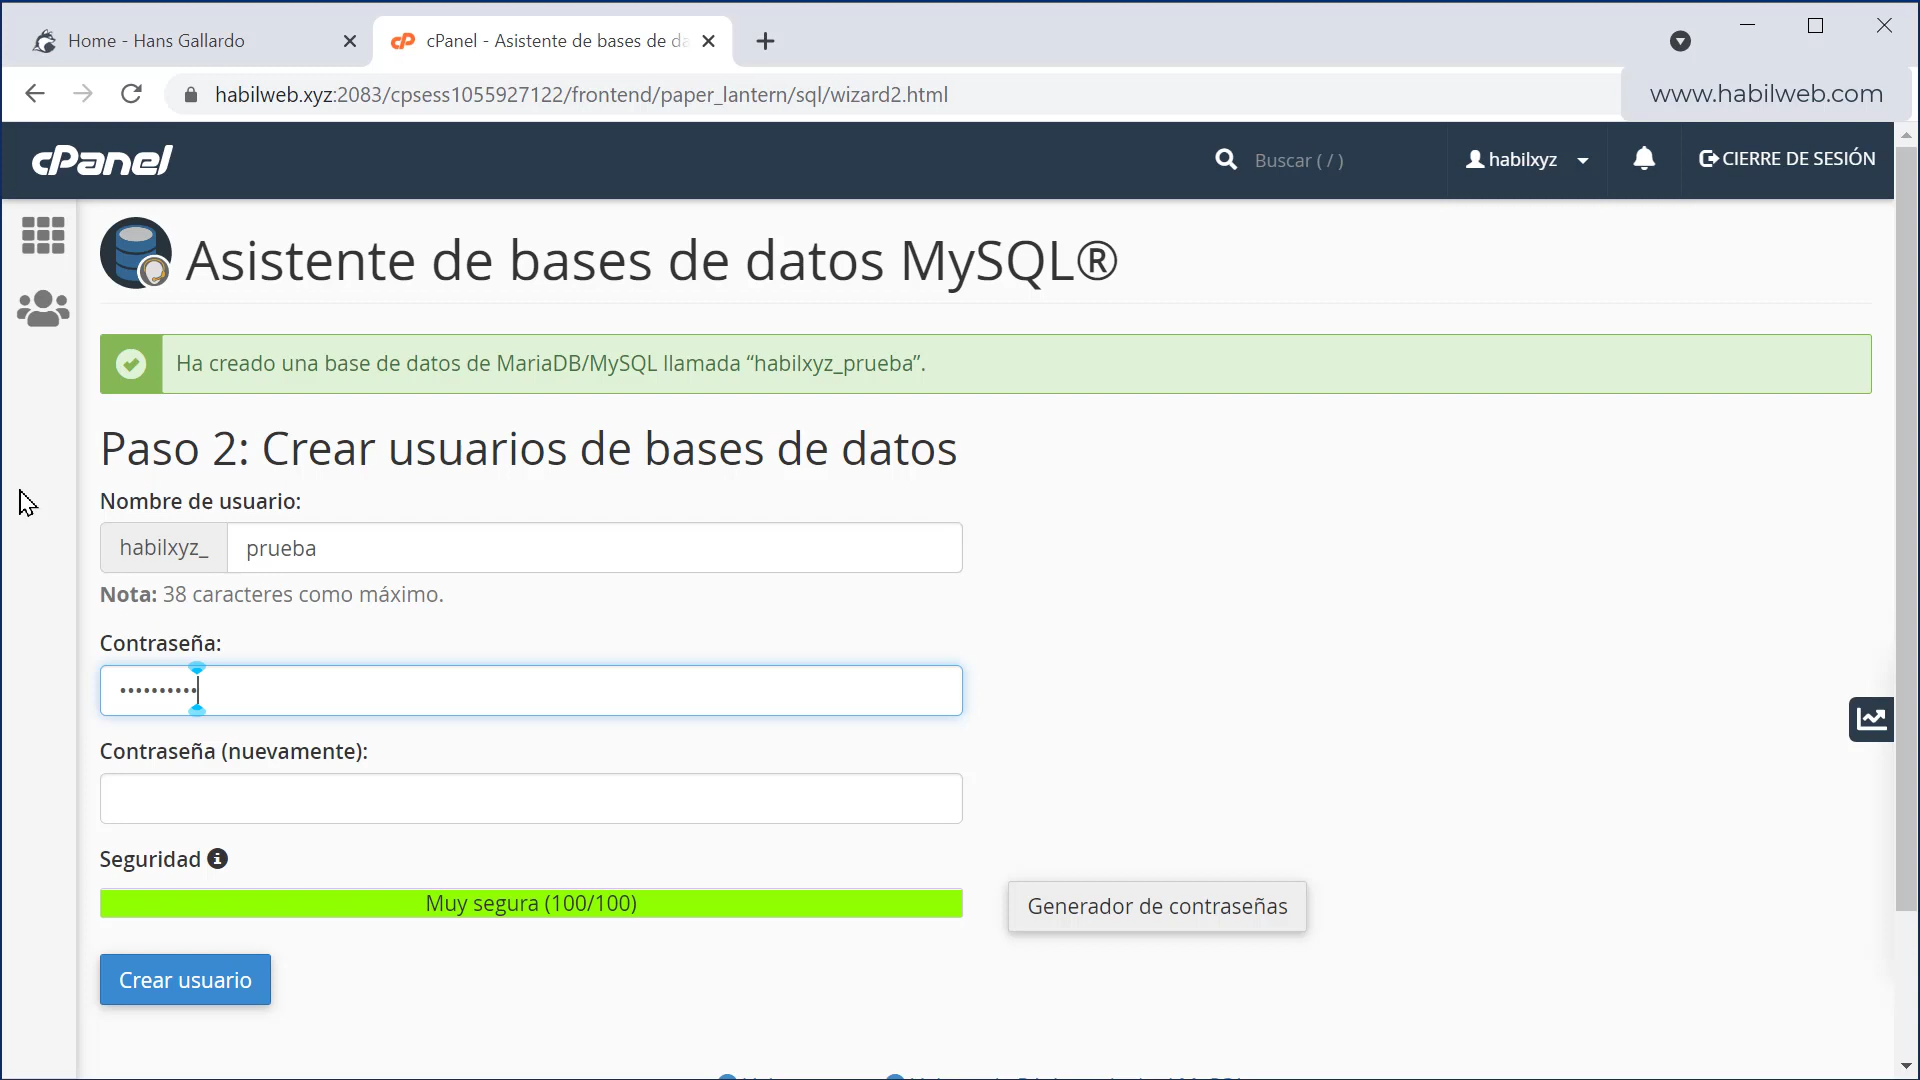 Home - Hans Gallardo
cPanel - Asistente de bases de da
habilweb.xyz:2083/cpsess1055927122/frontend/paper_lantern/sql/wizard2.html
www.habilweb.com
cPanel
Buscar ( / )
habilxyz
CIERRE DE SESIÓN
Asistente de bases de datos MySQL®
Ha creado una base de datos de MariaDB/MySQL llamada “habilxyz_prueba”.
Paso 2: Crear usuarios de bases de datos
Nombre de usuario:
habilxyz_ prueba
Nota: 38 caracteres como máximo.
Contraseña:
Contraseña (nuevamente):
Seguridad
Muy segura (100/100)
Generador de contraseñas
Crear usuario